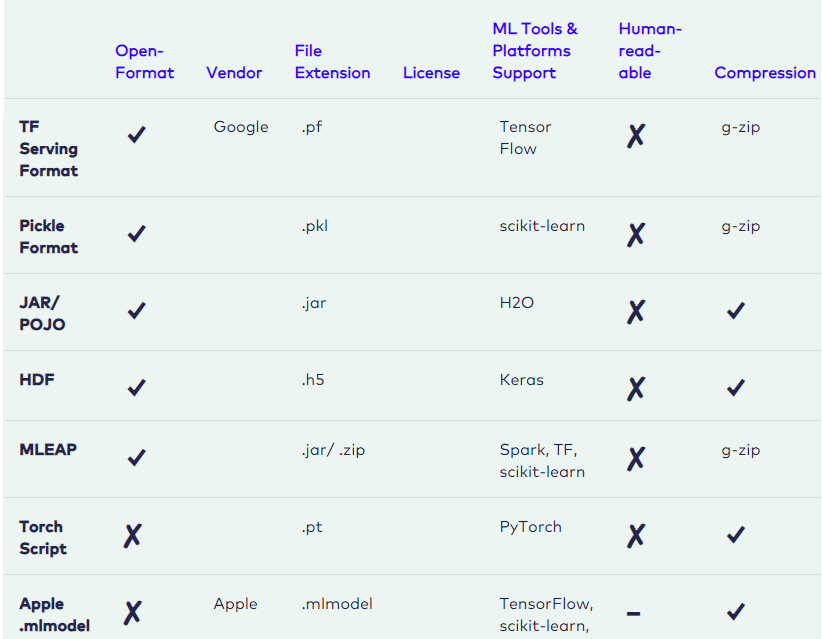 Open-Format Vendor File Extension License ML Tools & Platforms Support Human-read-able Compression
TF Serving Format ✓ Google .pf Tensor Flow ✗ g-zip
Pickle Format ✓ .pkl scikit-learn ✗ g-zip
JAR/ POJO ✓ .jar H2O ✗ ✓
HDF ✓ .h5 Keras ✗ ✓
MLEAP ✓ .jar/ .zip Spark, TF, scikit-learn ✗ g-zip
Torch Script ✗ .pt PyTorch ✗ ✓
Apple .mlmodel ✗ Apple .mlmodel TensorFlow, scikit-learn, – ✓